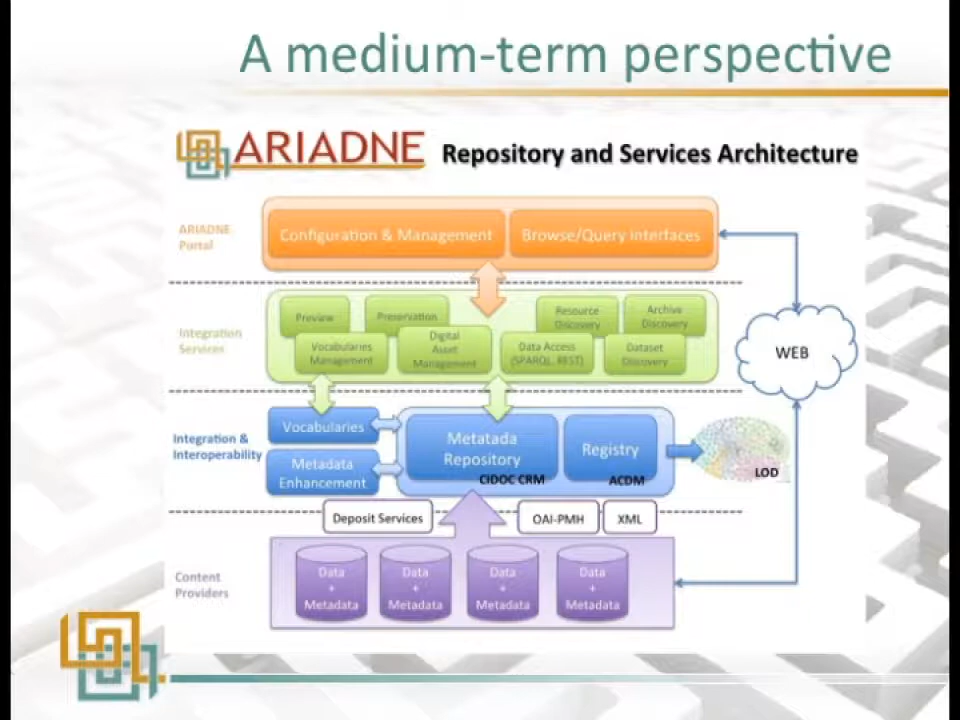 A medium-term perspective
ARIADNE Repository and Services Architecture
ARIADNE
Portal
Configuration & Management
Browse/Query interfaces
Integration
Services
Preview
Preservation
Resource
Discovery
Archive
Discovery
Vocabularies
Management
Digital
Asset
Management
Data Access
(SPARQL, REST)
Dataset
Discovery
WEB
Integration &
Interoperability
Vocabularies
Metadata
Enhancement
Metatada
Repository
CIDOC CRM
Registry
ACDM
LOD
Deposit Services
OAI-PMH
XML
Content
Providers
Data
+
Metadata
Data
+
Metadata
Data
+
Metadata
Data
+
Metadata